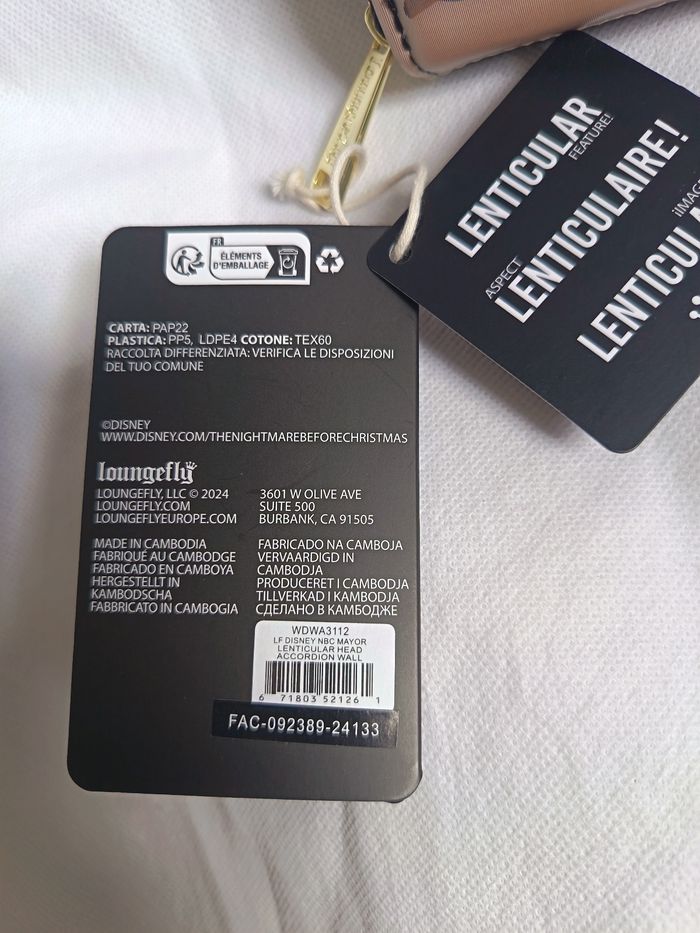 LENTICULAR
FEATURE!
ASPECT
LENTICULAIRE!
FR
ÉLÉMENTS
D'EMBALLAGE
CARTA: PAP22
PLASTICA: PP5, LDPE4 COTONE: TEX60
RACCOLTA DIFFERENZIATA: VERIFICA LE DISPOSIZIONI
DEL TUO COMUNE
©DISNEY
WWW.DISNEY.COM/THENIGHTMAREBEFORECHRISTMAS
loungefly
LOUNGEFLY, LLC © 2024
LOUNGEFLY.COM
LOUNGEFLYEUROPE.COM
3601 W OLIVE AVE
SUITE 500
BURBANK, CA 91505
MADE IN CAMBODIA
FABRIQUÉ AU CAMBODGE
FABRICADO EN CAMBOYA
HERGESTELLT IN
KAMBODSCHA
FABBRICATO IN CAMBOGIA
FABRICADO NA CAMBOJA
VERVAARDIGD IN
CAMBODJA
PRODUCERET I CAMBODJA
TILLVERKAD I KAMBODJA
СДЕЛАНО В КАМБОДЖЕ
WDWA3112
LF DISNEY NBC MAYOR
LENTICULAR HEAD
ACCORDION WALL
6 71803 52126 1
FAC-092389-24133